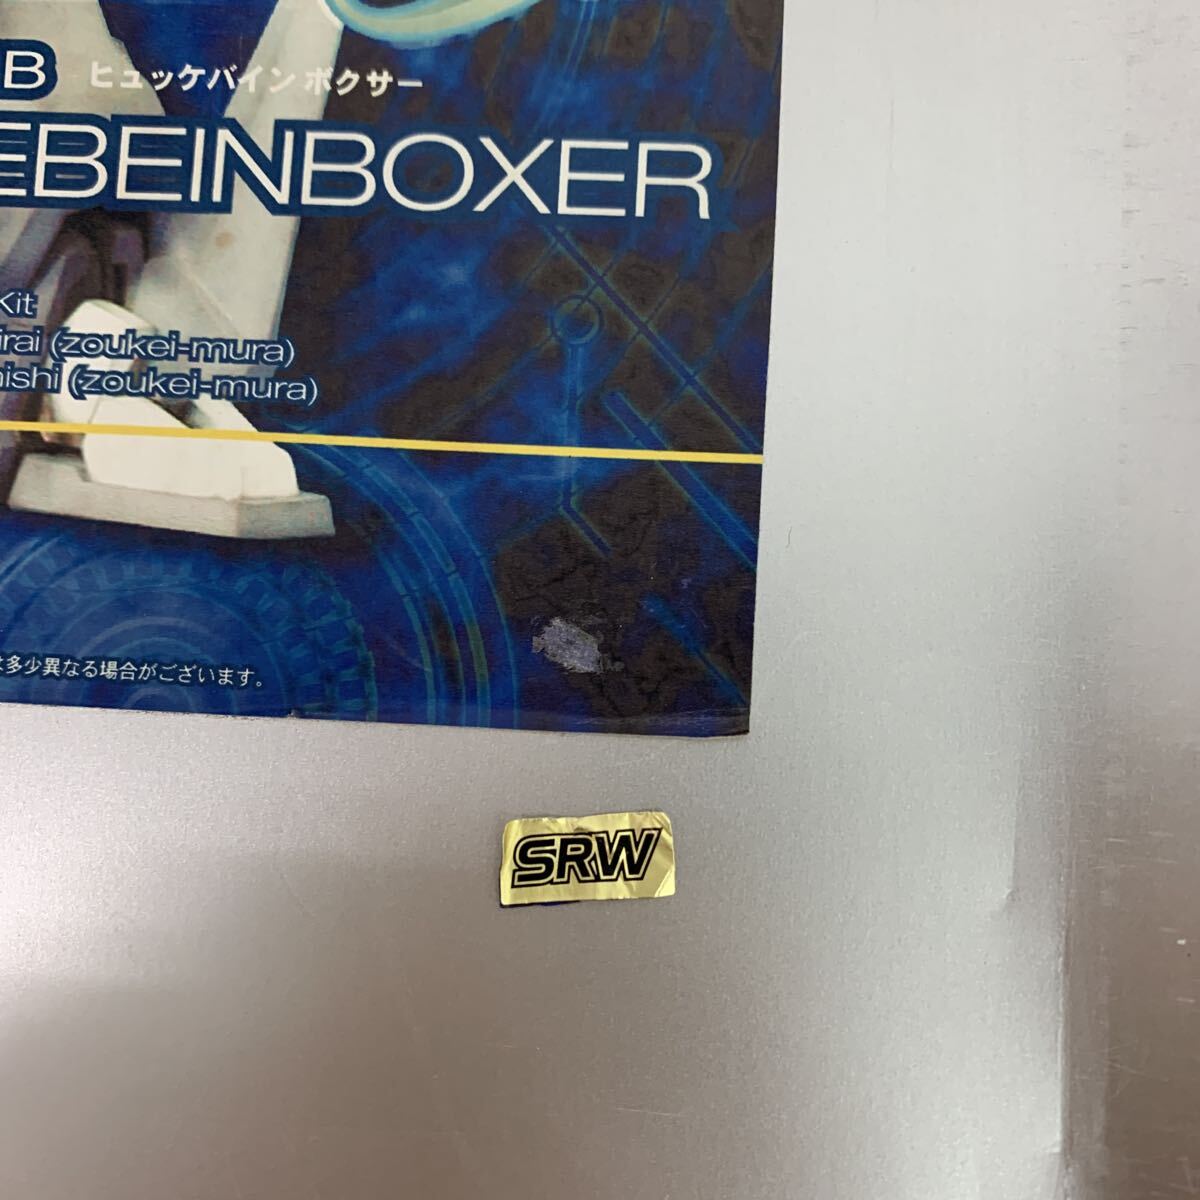 B ヒュッケバイン ボクサー
EBEINBOXER
Kit
irai (zoukei-mura)
nishi (zoukei-mura)
は多少異なる場合がございます。
SRW